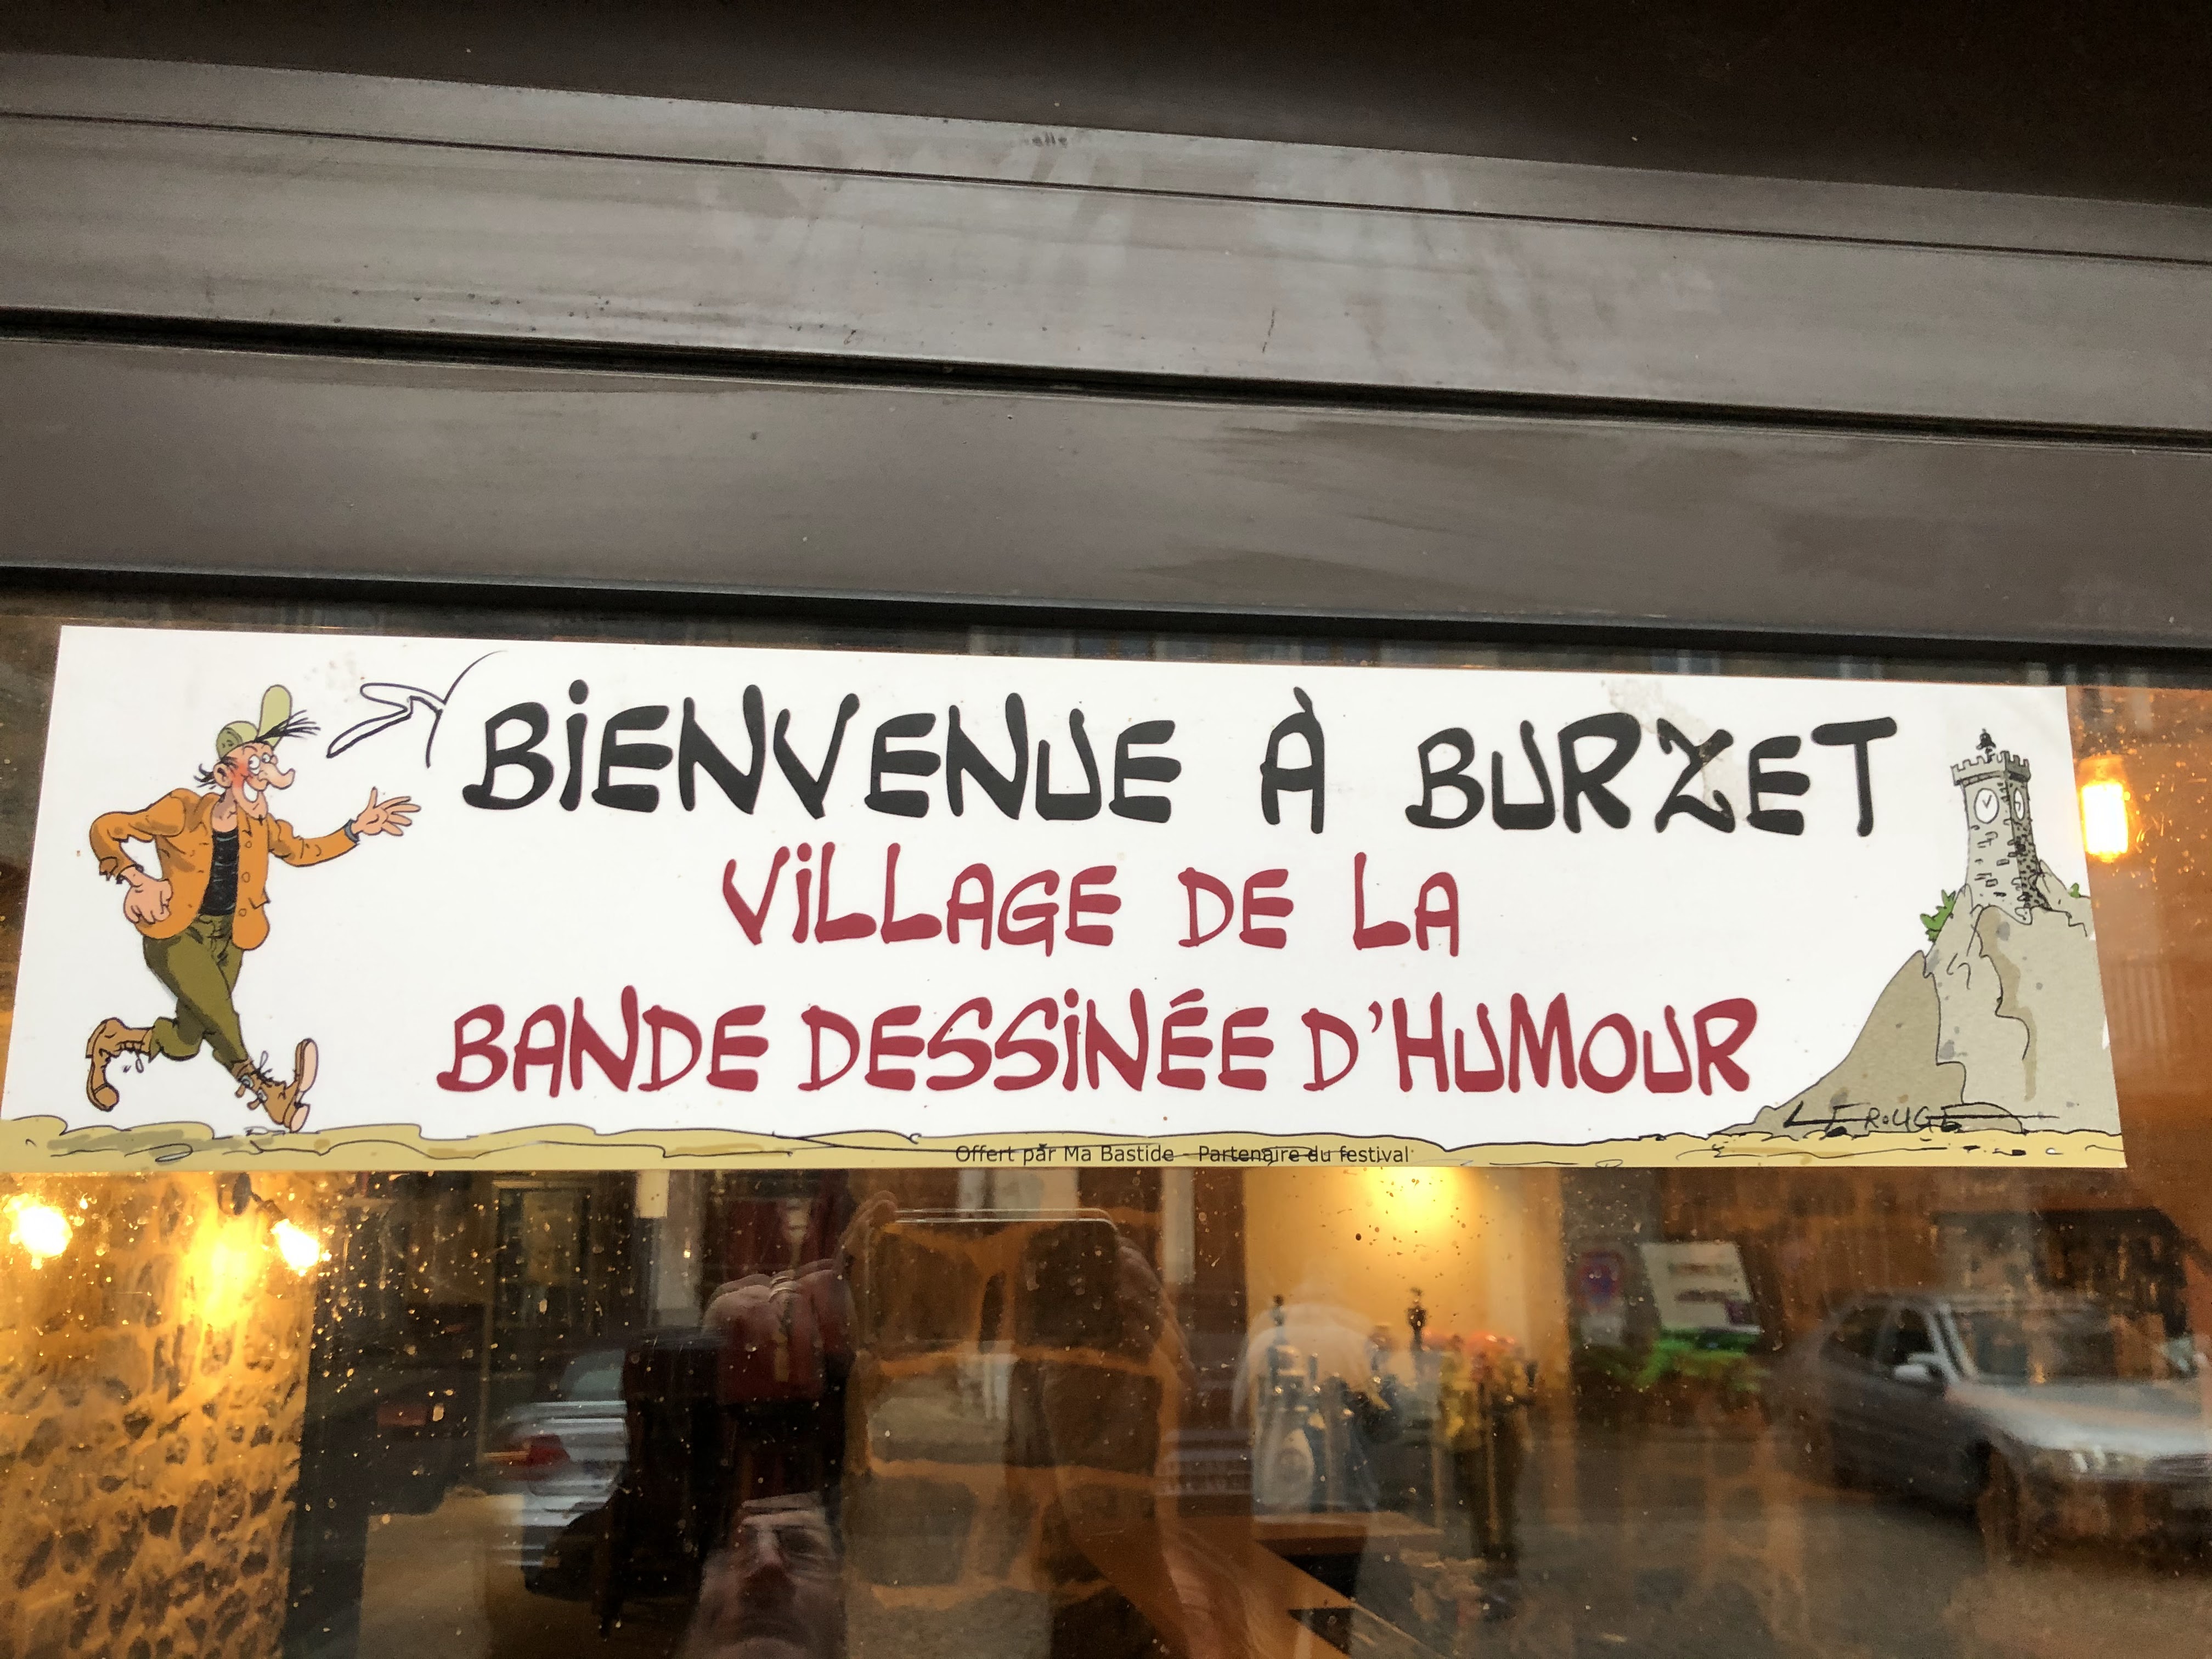 BIENVENUE À BURZET
VILLAGE DE LA
BANDE DESSINÉE D'HUMOUR
LEROUGE
Offert par Ma Bastide - Partenaire du festival